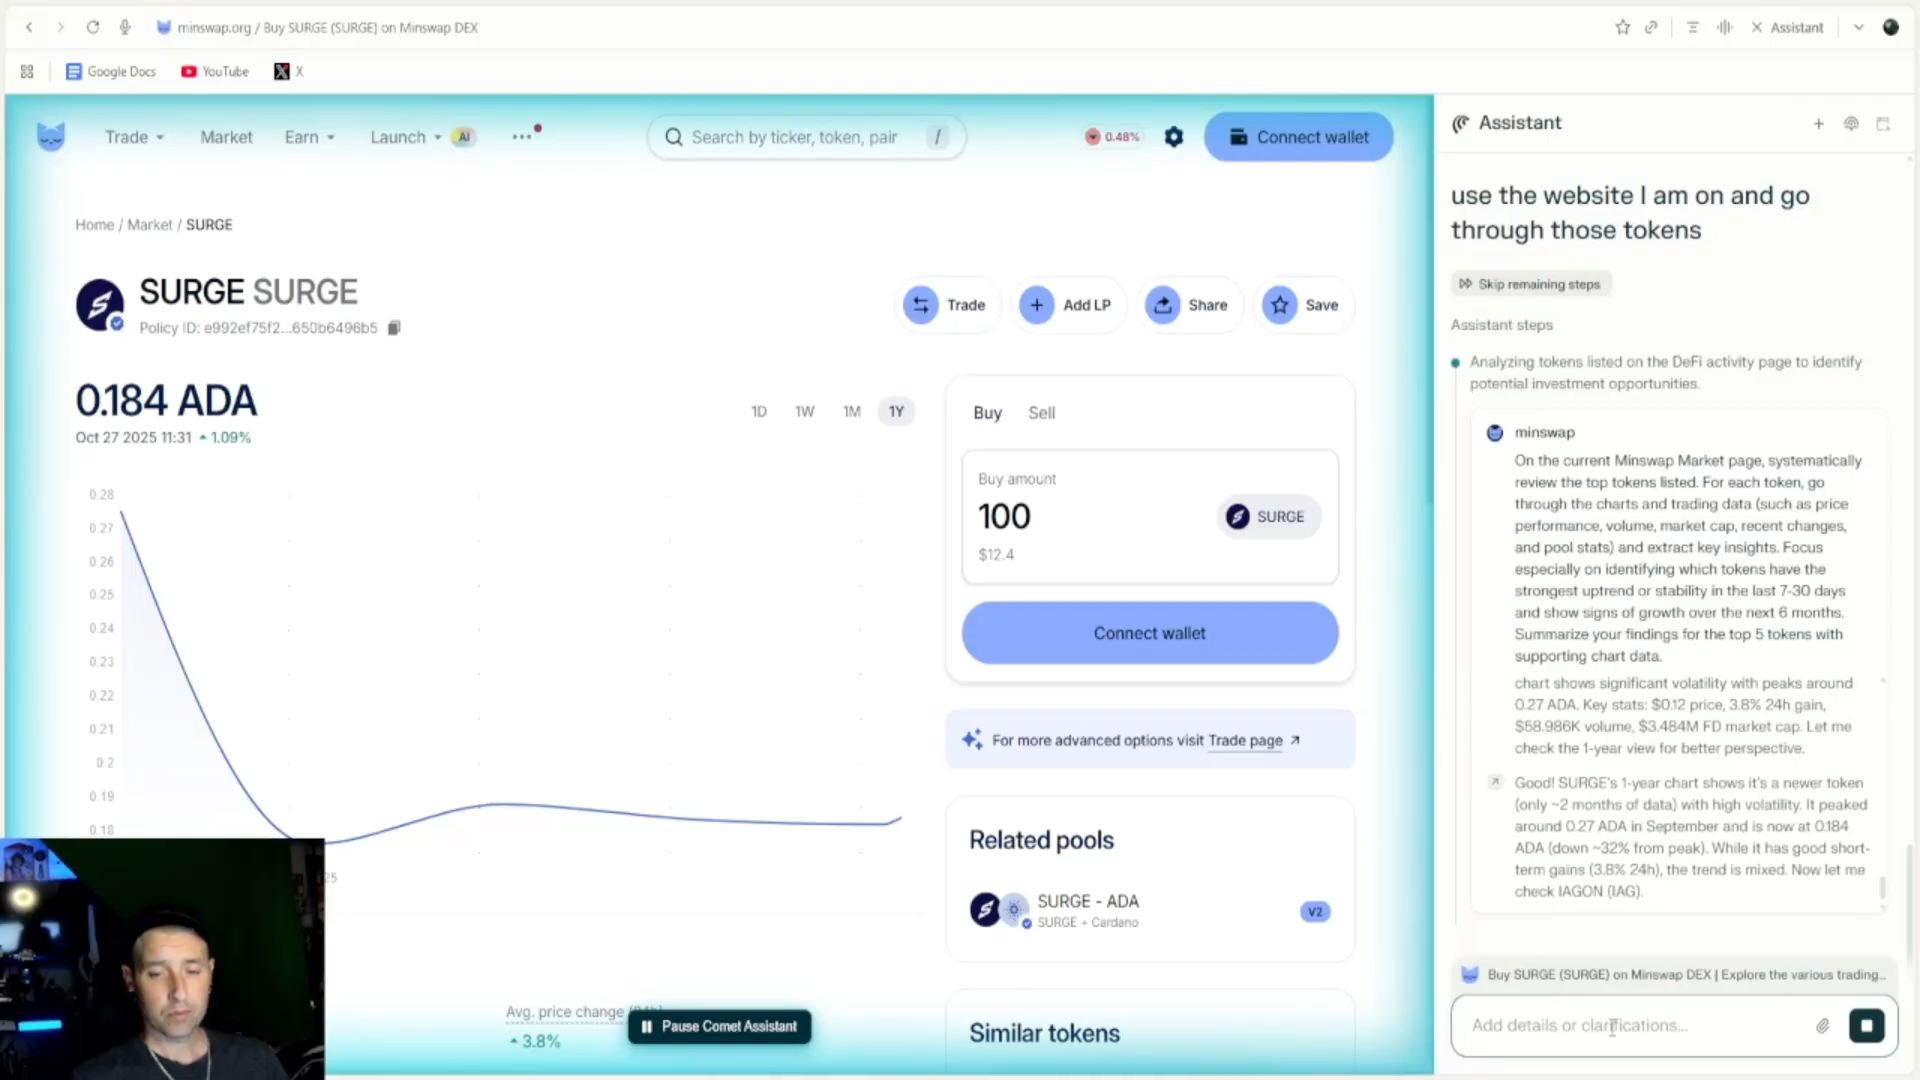 minswap.org / Buy SURGE (SURGE) on Minswap DEX
Assistant
Google Docs
YouTube
X
Trade
Market
Earn
Launch
AI
Search by ticker, token, pair
/
0.48%
Connect wallet
Home / Market / SURGE
SURGE SURGE
Policy ID: e992ef75f2...650b6496b5
Trade
Add LP
Share
Save
0.184 ADA
Oct 27 2025 11:31 1.09%
1D
1W
1M
1Y
0.28
0.27
0.26
0.25
0.24
0.23
0.22
0.21
0.2
0.19
0.18
25
Buy
Sell
Buy amount
100
SURGE
$12.4
Connect wallet
For more advanced options visit Trade page
Related pools
SURGE - ADA
SURGE + Cardano
V2
Similar tokens
Avg. price change
3.8%
Pause Comet Assistant
Assistant
use the website I am on and go
through those tokens
Skip remaining steps
Assistant steps
Analyzing tokens listed on the DeFi activity page to identify
potential investment opportunities.
minswap
On the current Minswap Market page, systematically
review the top tokens listed. For each token, go
through the charts and trading data (such as price
performance, volume, market cap, recent changes,
and pool stats) and extract key insights. Focus
especially on identifying which tokens have the
strongest uptrend or stability in the last 7-30 days
and show signs of growth over the next 6 months.
Summarize your findings for the top 5 tokens with
supporting chart data.
chart shows significant volatility with peaks around
0.27 ADA. Key stats: $0.12 price, 3.8% 24h gain,
$58.986K volume, $3.484M FD market cap. Let me
check the 1-year view for better perspective.
Good! SURGE's 1-year chart shows it's a newer token
(only ~2 months of data) with high volatility. It peaked
around 0.27 ADA in September and is now at 0.184
ADA (down ~32% from peak). While it has good short-
term gains (3.8% 24h), the trend is mixed. Now let me
check IAGON (IAG).
Buy SURGE (SURGE) on Minswap DEX | Explore the various trading...
Add details or clarifications...